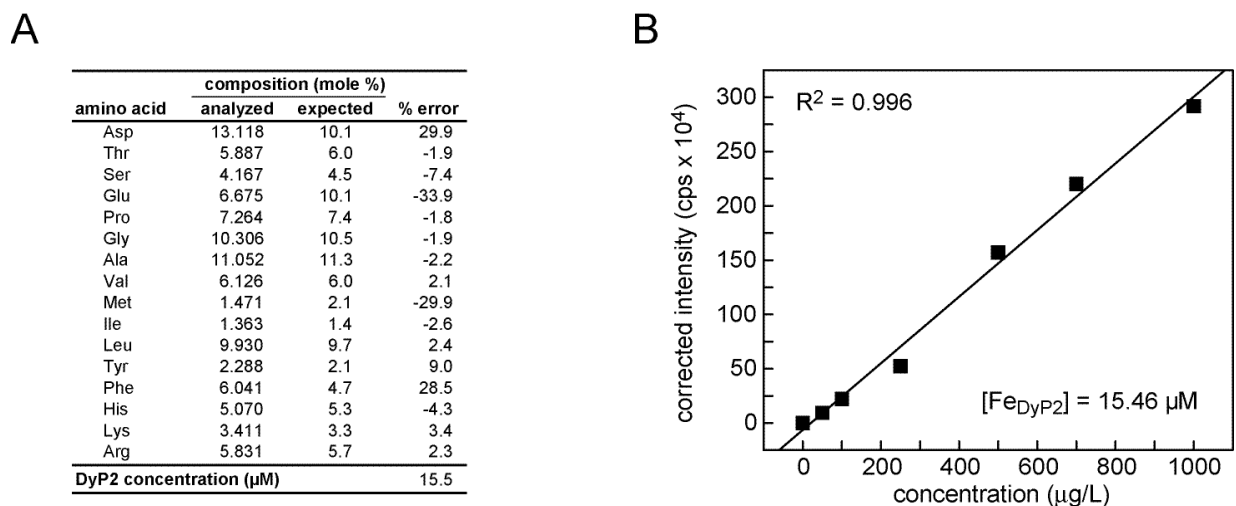 A
composition (mole %)
amino acid analyzed expected % error
Asp 13.118 10.1 29.9
Thr 5.887 6.0 -1.9
Ser 4.167 4.5 -7.4
Glu 6.675 10.1 -33.9
Pro 7.264 7.4 -1.8
Gly 10.306 10.5 -1.9
Ala 11.052 11.3 -2.2
Val 6.126 6.0 2.1
Met 1.471 2.1 -29.9
Ile 1.363 1.4 -2.6
Leu 9.930 9.7 2.4
Tyr 2.288 2.1 9.0
Phe 6.041 4.7 28.5
His 5.070 5.3 -4.3
Lys 3.411 3.3 3.4
Arg 5.831 5.7 2.3
DyP2 concentration (µM) 15.5
B
corrected intensity (cps x 10⁴)
300
250
200
150
100
50
0
R² = 0.996
[Fe_DyP2] = 15.46 µM
0 200 400 600 800 1000
concentration (µg/L)